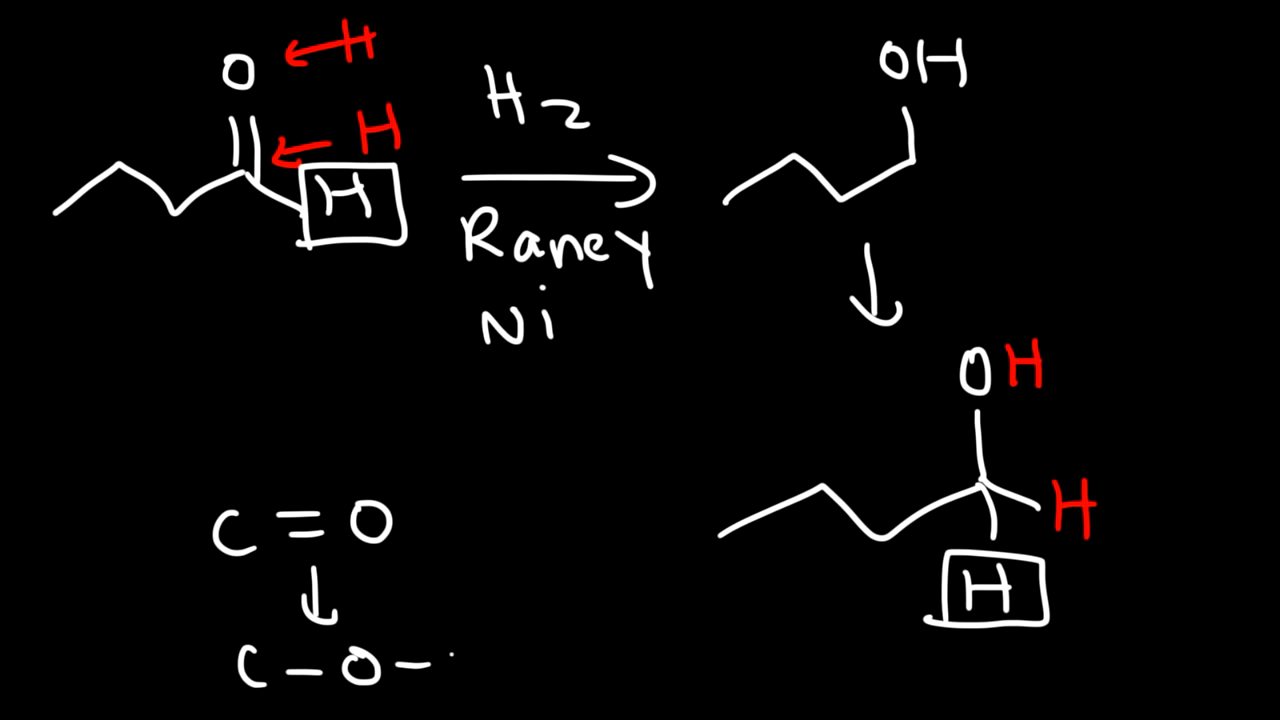 O ← H
H
H
H2
Raney
Ni
OH
OH
H
H
C = O
C - O -